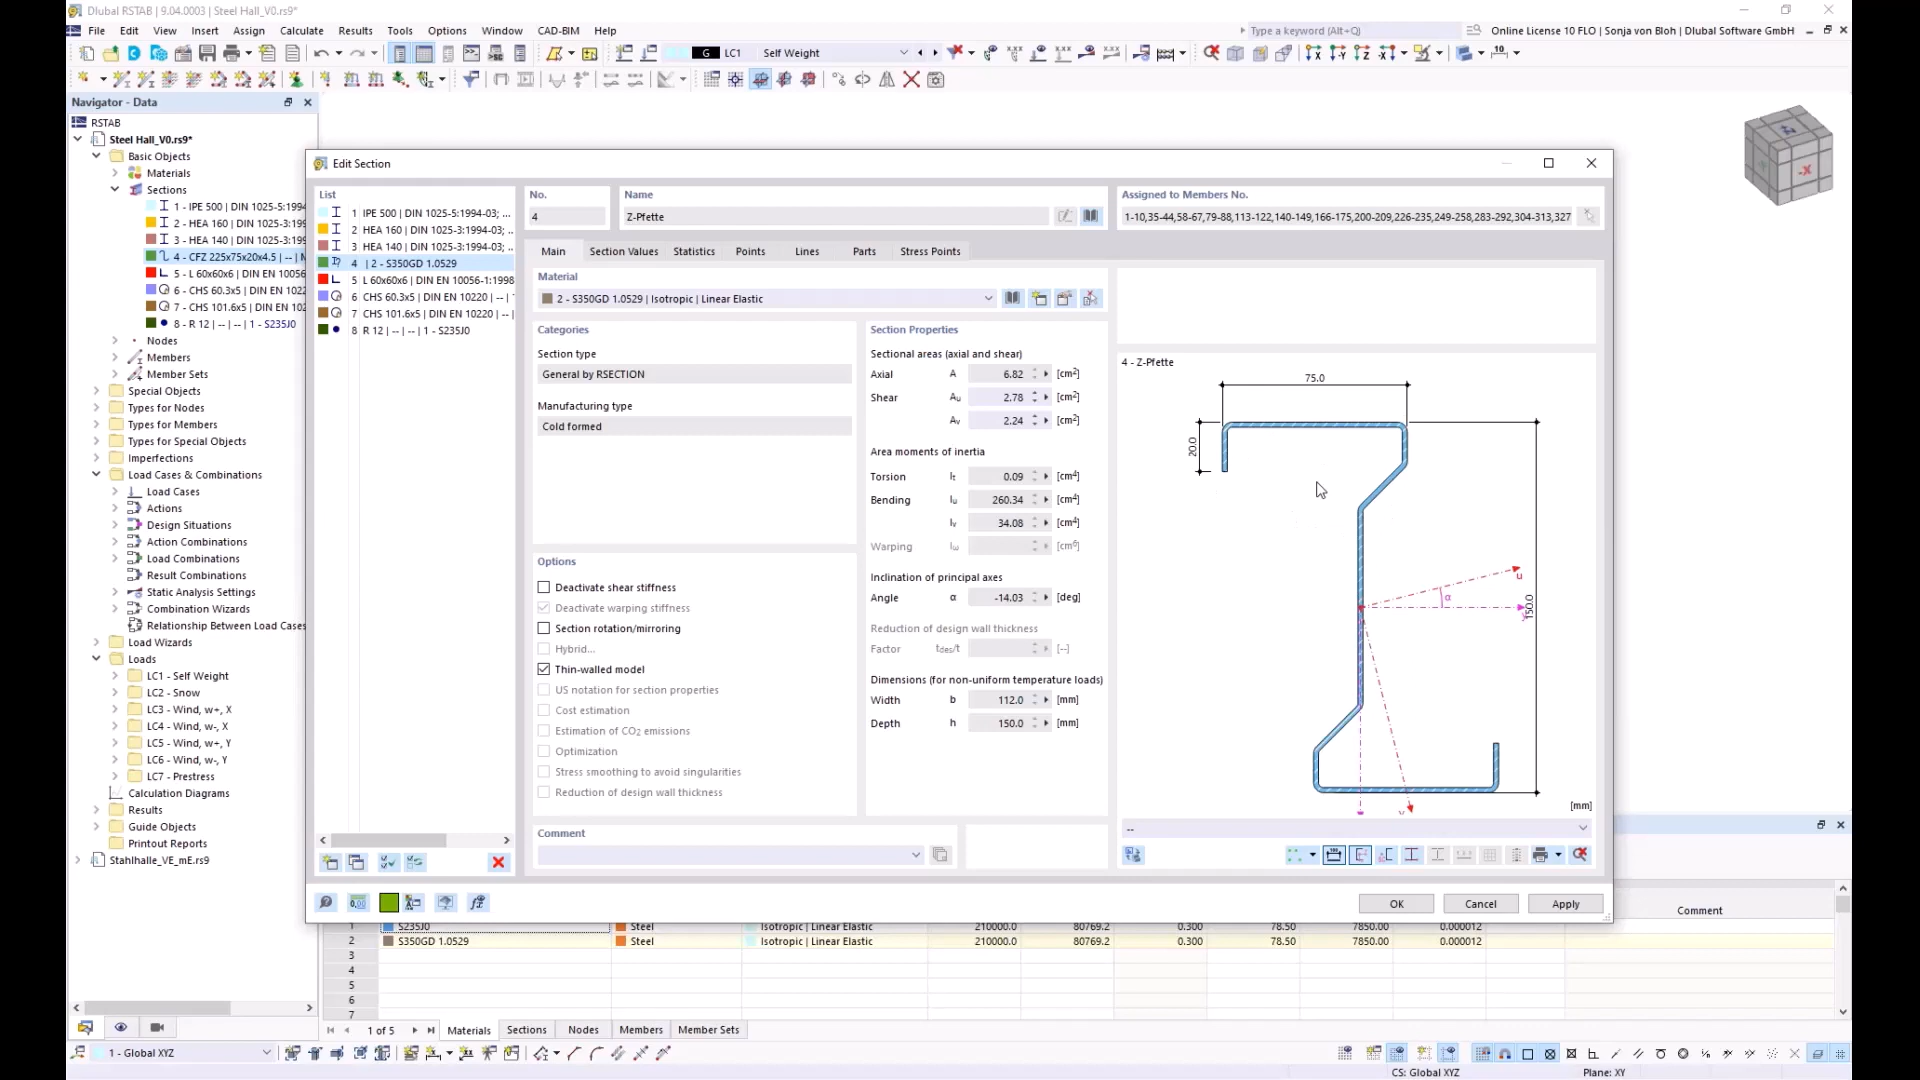 Dlubal RSTAB | 9.04.0003 | Steel Hall_V0.rs9*
File Edit View Insert Assign Calculate Results Tools Options Window CAD-BIM Help
Type a keyword (Alt+Q)
Online License 10 FLO | Sonja von Bloh | Dlubal Software GmbH
G LC1 Self Weight
Navigator - Data
RSTAB
Steel Hall_V0.rs9*
Basic Objects
Materials
Sections
1 - IPE 500 | DIN 1025-5:1994
2 - HEA 160 | DIN 1025-3:199
3 - HEA 140 | DIN 1025-3:199
4 - CFZ 225x75x20x4.5 | -- | M
5 - L 60x60x6 | DIN EN 10056
6 - CHS 60.3x5 | DIN EN 1022
7 - CHS 101.6x5 | DIN EN 102
8 - R 12 | -- | -- | 1 - S235J0
Nodes
Members
Member Sets
Special Objects
Types for Nodes
Types for Members
Types for Special Objects
Imperfections
Load Cases & Combinations
Load Cases
Actions
Design Situations
Action Combinations
Load Combinations
Result Combinations
Static Analysis Settings
Combination Wizards
Relationship Between Load Cases
Load Wizards
Loads
LC1 - Self Weight
LC2 - Snow
LC3 - Wind, w+, X
LC4 - Wind, w-, X
LC5 - Wind, w+, Y
LC6 - Wind, w-, Y
LC7 - Prestress
Calculation Diagrams
Results
Guide Objects
Printout Reports
Stahlhalle_VE_mE.rs9
Edit Section
List
1 IPE 500 | DIN 1025-5:1994-03; ...
2 HEA 160 | DIN 1025-3:1994-03; ..
3 HEA 140 | DIN 1025-3:1994-03; ..
4 | 2 - S350GD 1.0529
5 L 60x60x6 | DIN EN 10056-1:1998
6 CHS 60.3x5 | DIN EN 10220 | -- |
7 CHS 101.6x5 | DIN EN 10220 | -- |
8 R 12 | -- | -- | 1 - S235J0
No.
4
Name
Z-Pfette
Assigned to Members No.
1-10,35-44,58-67,79-88,113-122,140-149,166-175,200-209,226-235,249-258,283-292,304-313,327
Main Section Values Statistics Points Lines Parts Stress Points
Material
2 - S350GD 1.0529 | Isotropic | Linear Elastic
Categories
Section type
General by RSECTION
Manufacturing type
Cold formed
Options
Deactivate shear stiffness
Deactivate warping stiffness
Section rotation/mirroring
Hybrid...
Thin-walled model
US notation for section properties
Cost estimation
Estimation of CO2 emissions
Optimization
Stress smoothing to avoid singularities
Reduction of design wall thickness
Section Properties
Sectional areas (axial and shear)
Axial A 6.82 [cm2]
Shear Au 2.78 [cm2]
Av 2.24 [cm2]
Area moments of inertia
Torsion It 0.09 [cm4]
Bending Iu 260.34 [cm4]
Iv 34.08 [cm4]
Warping Iω [cm6]
Inclination of principal axes
Angle α -14.03 [deg]
Reduction of design wall thickness
Factor tdes/t [--]
Dimensions (for non-uniform temperature loads)
Width b 112.0 [mm]
Depth h 150.0 [mm]
Comment
4 - Z-Pfette
75.0
20.0
u
α
150.0
[mm]
--
OK Cancel Apply
Comment
1 S235J0 Steel Isotropic | Linear Elastic 210000.0 80769.2 0.300 78.50 7850.00 0.000012
2 S350GD 1.0529 Steel Isotropic | Linear Elastic 210000.0 80769.2 0.300 78.50 7850.00 0.000012
3
4
5
6
7
1 of 5 Materials Sections Nodes Members Member Sets
1 - Global XYZ
CS: Global XYZ Plane: XY
-X